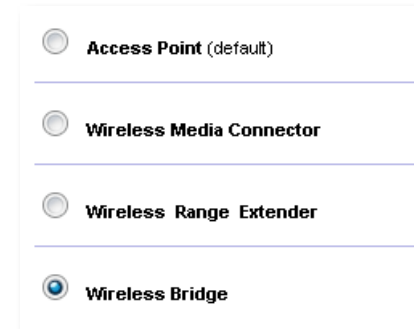 Access Point (default)
Wireless Media Connector
Wireless Range Extender
Wireless Bridge